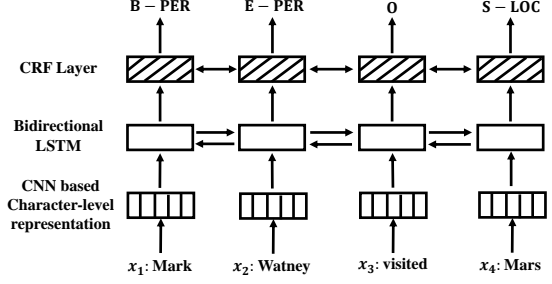 B – PER E – PER O S – LOC
CRF Layer
Bidirectional
LSTM
CNN based
Character-level
representation
x₁: Mark x₂: Watney x₃: visited x₄: Mars